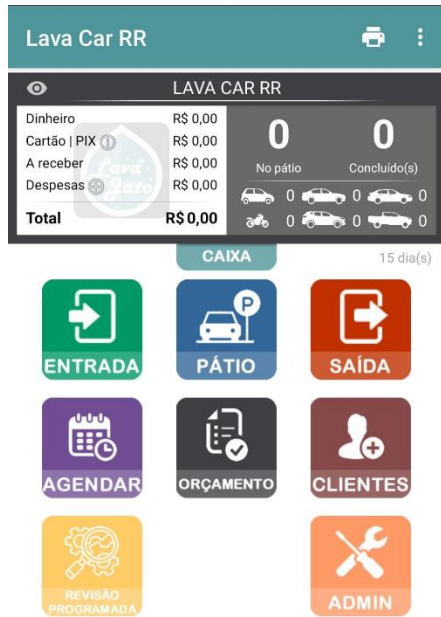 Lava Car RR
LAVA CAR RR
Dinheiro R$ 0,00
Cartão | PIX R$ 0,00
A receber R$ 0,00
Despesas R$ 0,00
Total R$ 0,00
Lava
Gato
0 0
No pátio Concluído(s)
0 0 0
0 0 0
CAIXA
15 dia(s)
ENTRADA
P
PÁTIO
SAÍDA
AGENDAR
ORÇAMENTO
CLIENTES
REVISÃO
PROGRAMADA
ADMIN